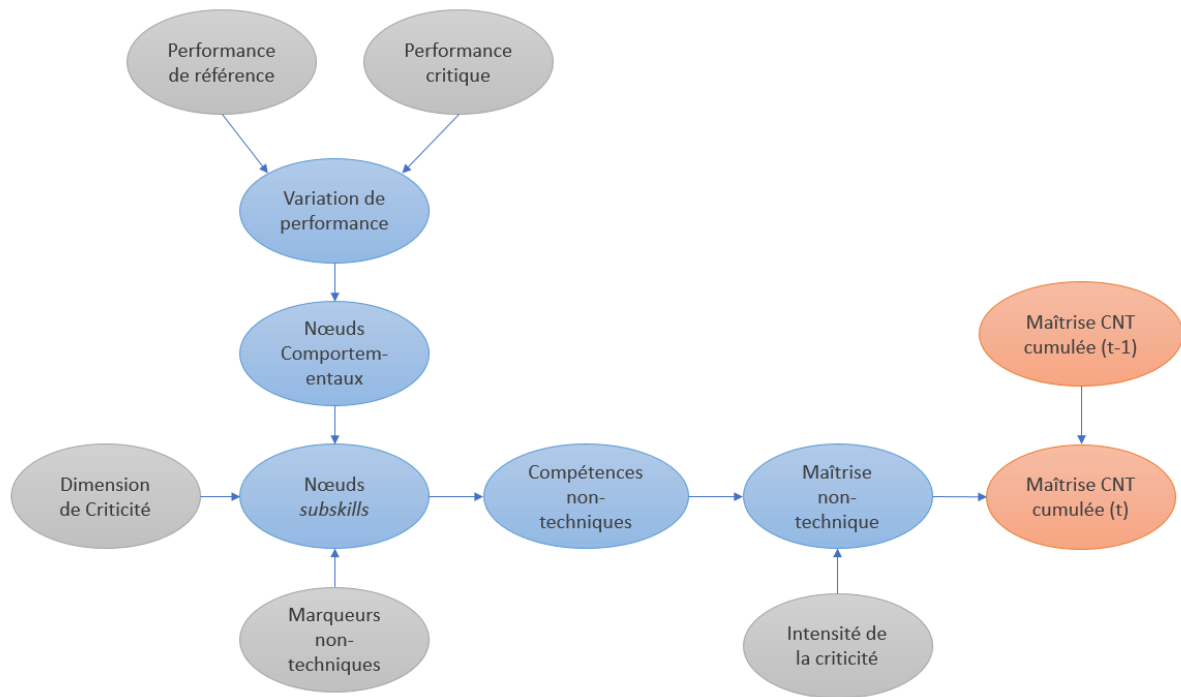 Performance
de référence
Performance
critique
Variation de
performance
Nœuds
Comportem-
entaux
Maîtrise CNT
cumulée (t-1)
Dimension
de Criticité
Nœuds
subskills
Compétences
non-
techniques
Maîtrise
non-
technique
Maîtrise CNT
cumulée (t)
Marqueurs
non-
techniques
Intensité de
la criticité